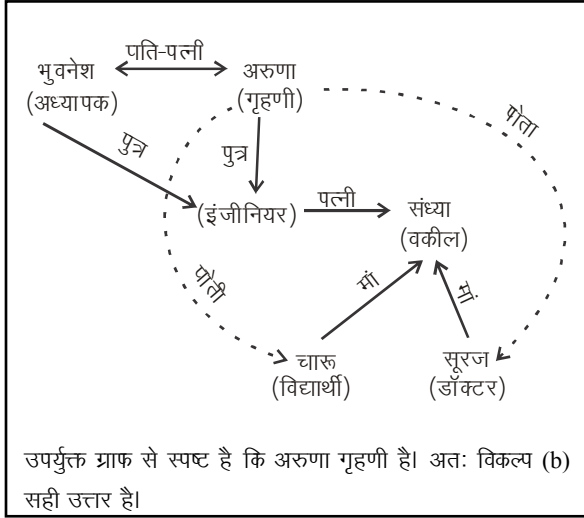 पति-पत्नी
भुवनेश अरुणा
(अध्यापक) (गृहणी)
पौता
पुत्र पुत्र
पत्नी
(इंजीनियर) संध्या
(वकील)
पौती
मां मां
चारू सूरज
(विद्यार्थी) (डॉक्टर)
उपर्युक्त ग्राफ से स्पष्ट है कि अरुणा गृहणी है। अतः विकल्प (b)
सही उत्तर है।